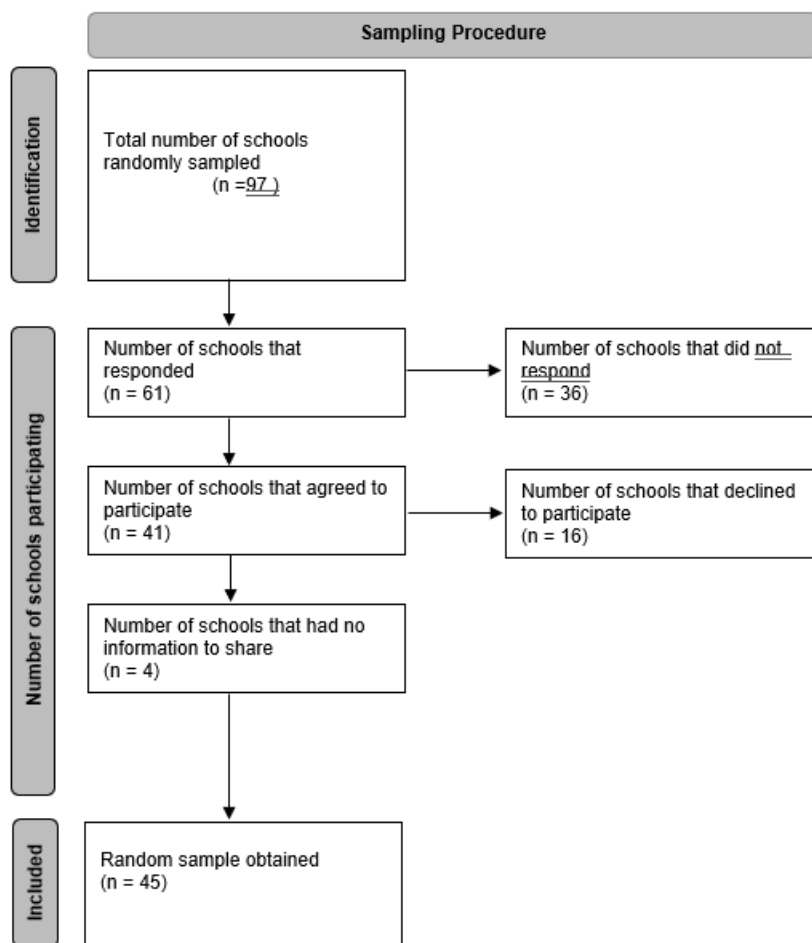 Sampling Procedure
Identification
Total number of schools
randomly sampled
(n =97 )
Number of schools participating
Number of schools that
responded
(n = 61)
Number of schools that did not
respond
(n = 36)
Number of schools that agreed to
participate
(n = 41)
Number of schools that declined
to participate
(n = 16)
Number of schools that had no
information to share
(n = 4)
Included
Random sample obtained
(n = 45)